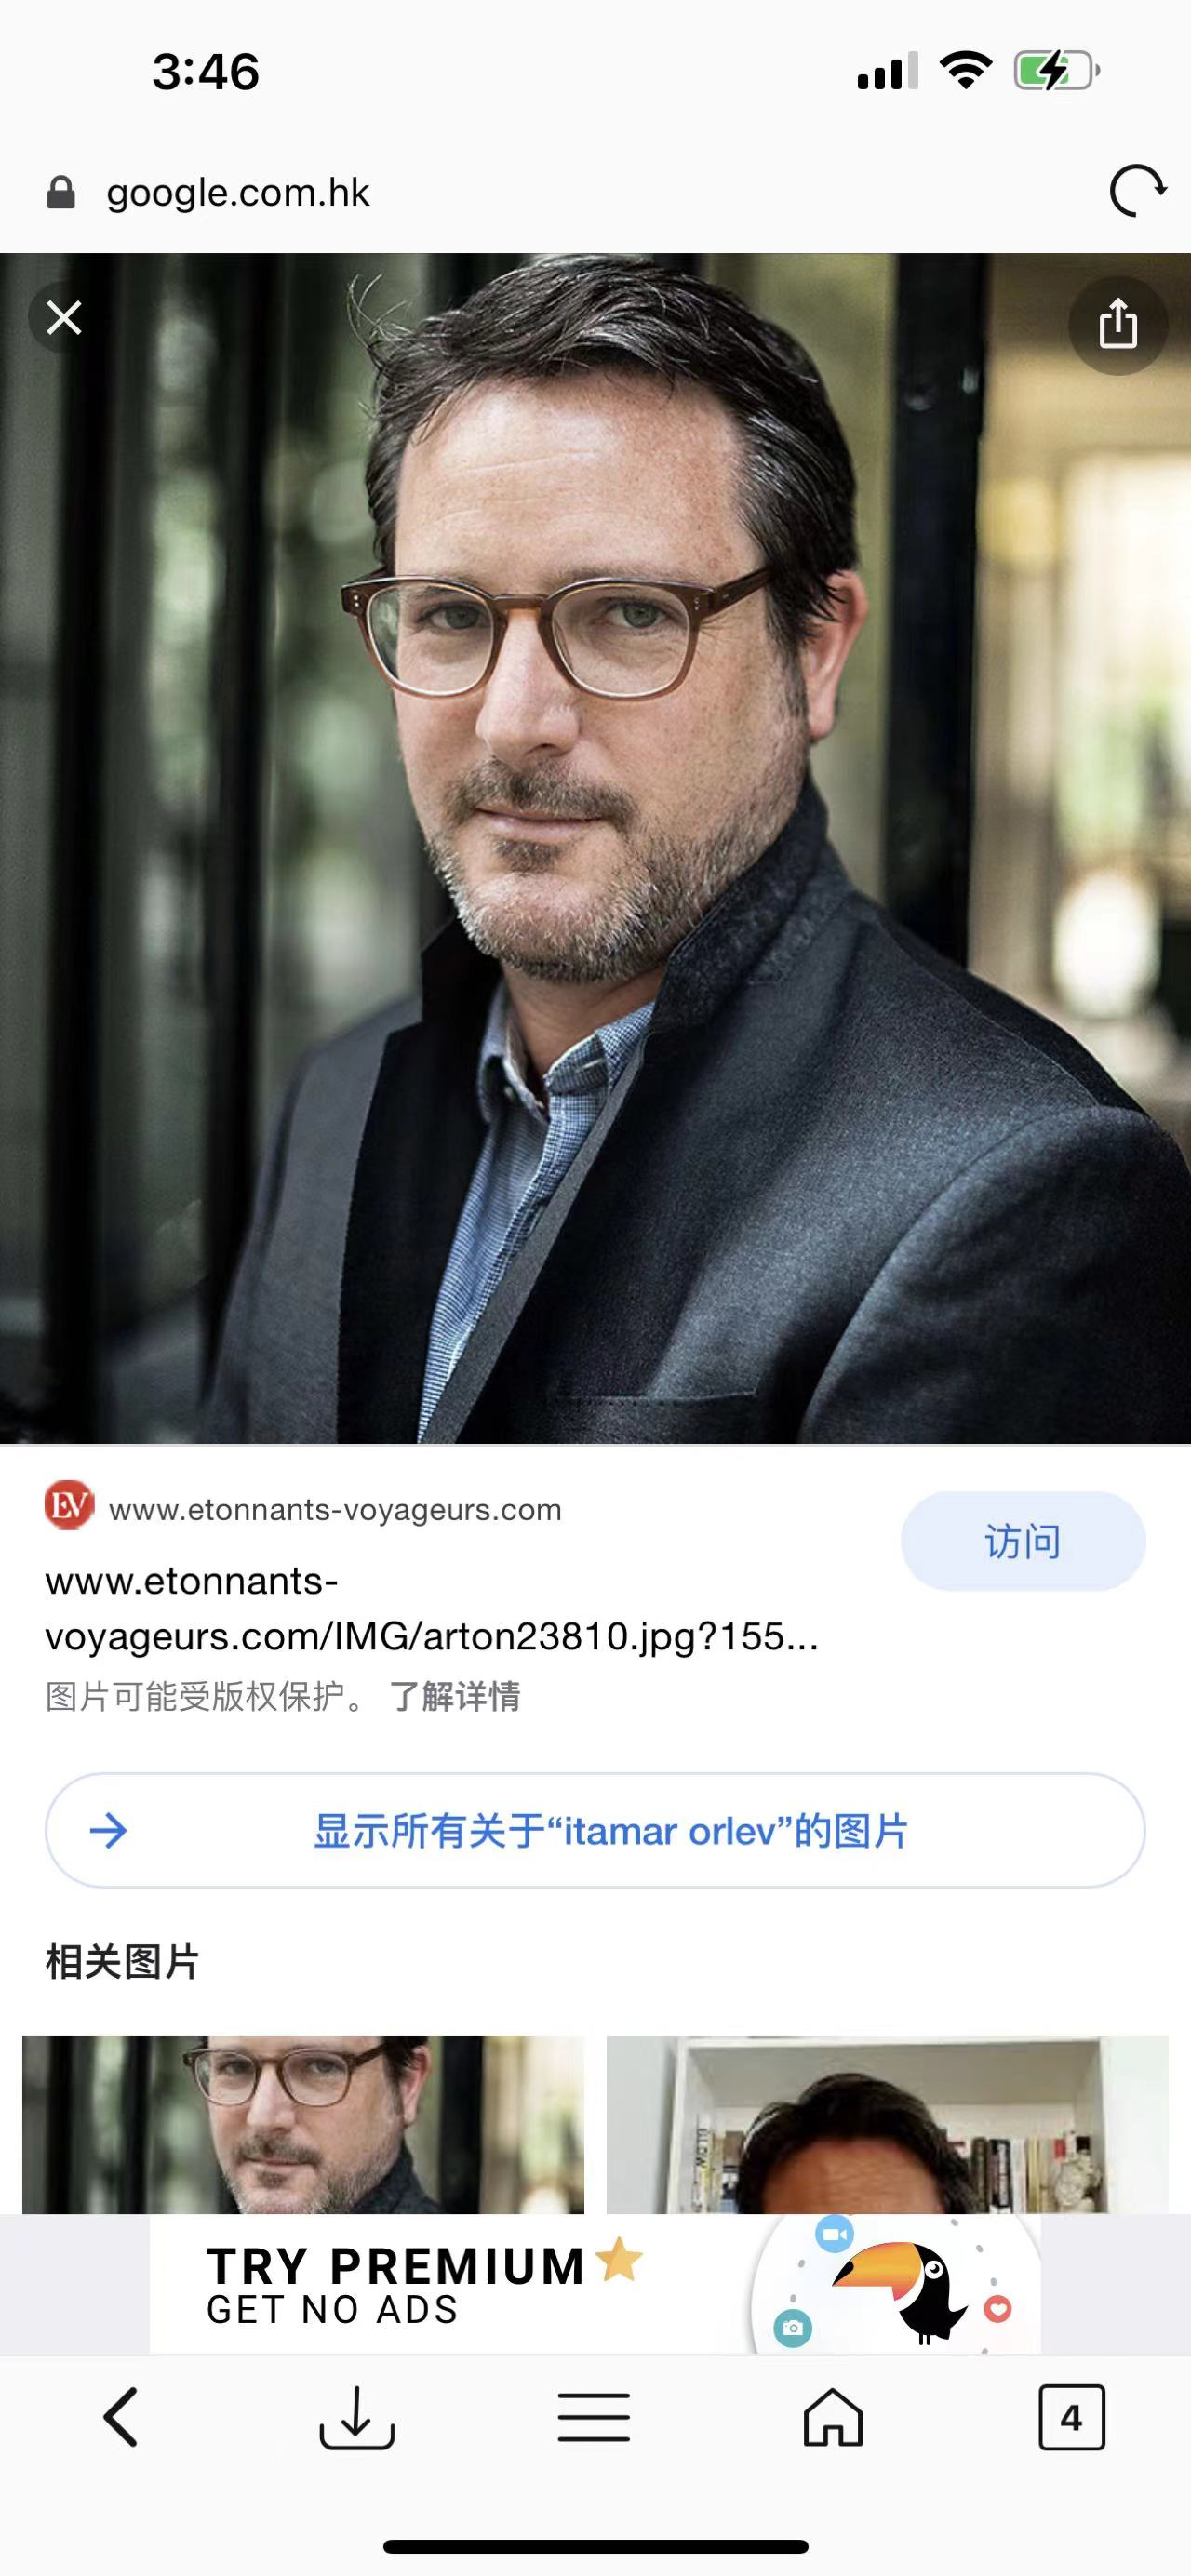 3:46
google.com.hk
EV www.etonnants-voyageurs.com
访问
www.etonnants-
voyageurs.com/IMG/arton23810.jpg?155...
图片可能受版权保护。 了解详情
显示所有关于“itamar orlev”的图片
相关图片
TRY PREMIUM
GET NO ADS
4